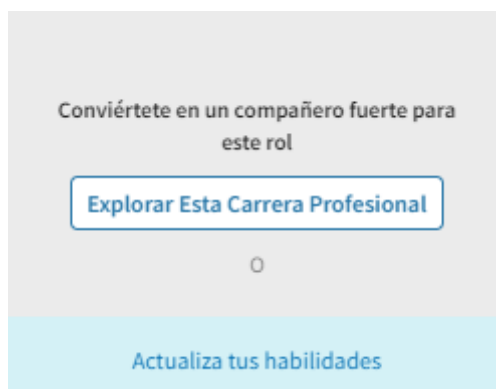 Conviértete en un compañero fuerte para
este rol
Explorar Esta Carrera Profesional
O
Actualiza tus habilidades